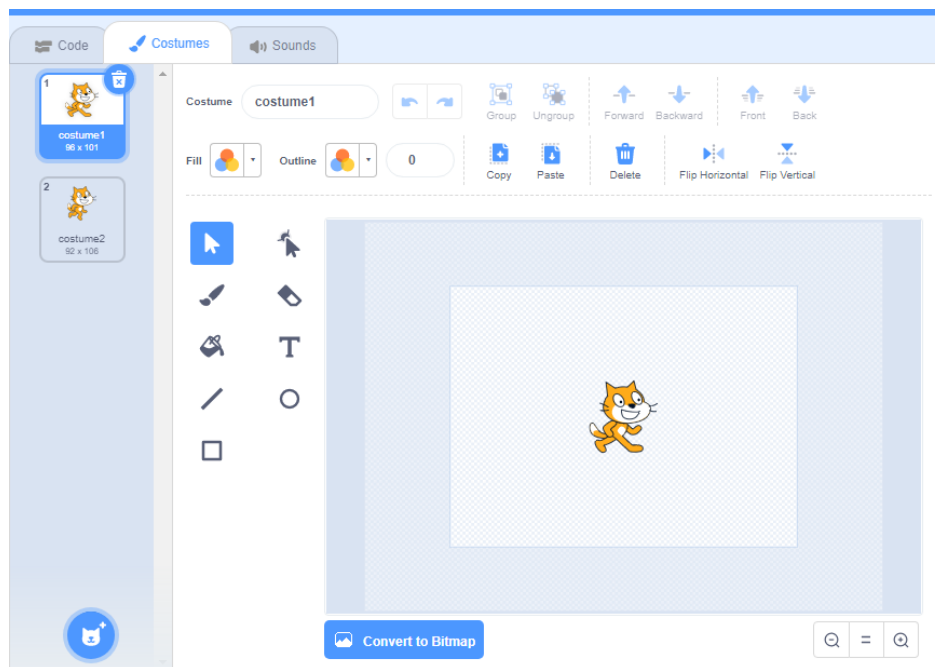 Code
Costumes
Sounds
1
costume1
96 x 101
2
costume2
92 x 106
Costume costume1
Group Ungroup Forward Backward Front Back
Fill Outline 0
Copy Paste Delete Flip Horizontal Flip Vertical
T
Convert to Bitmap
=